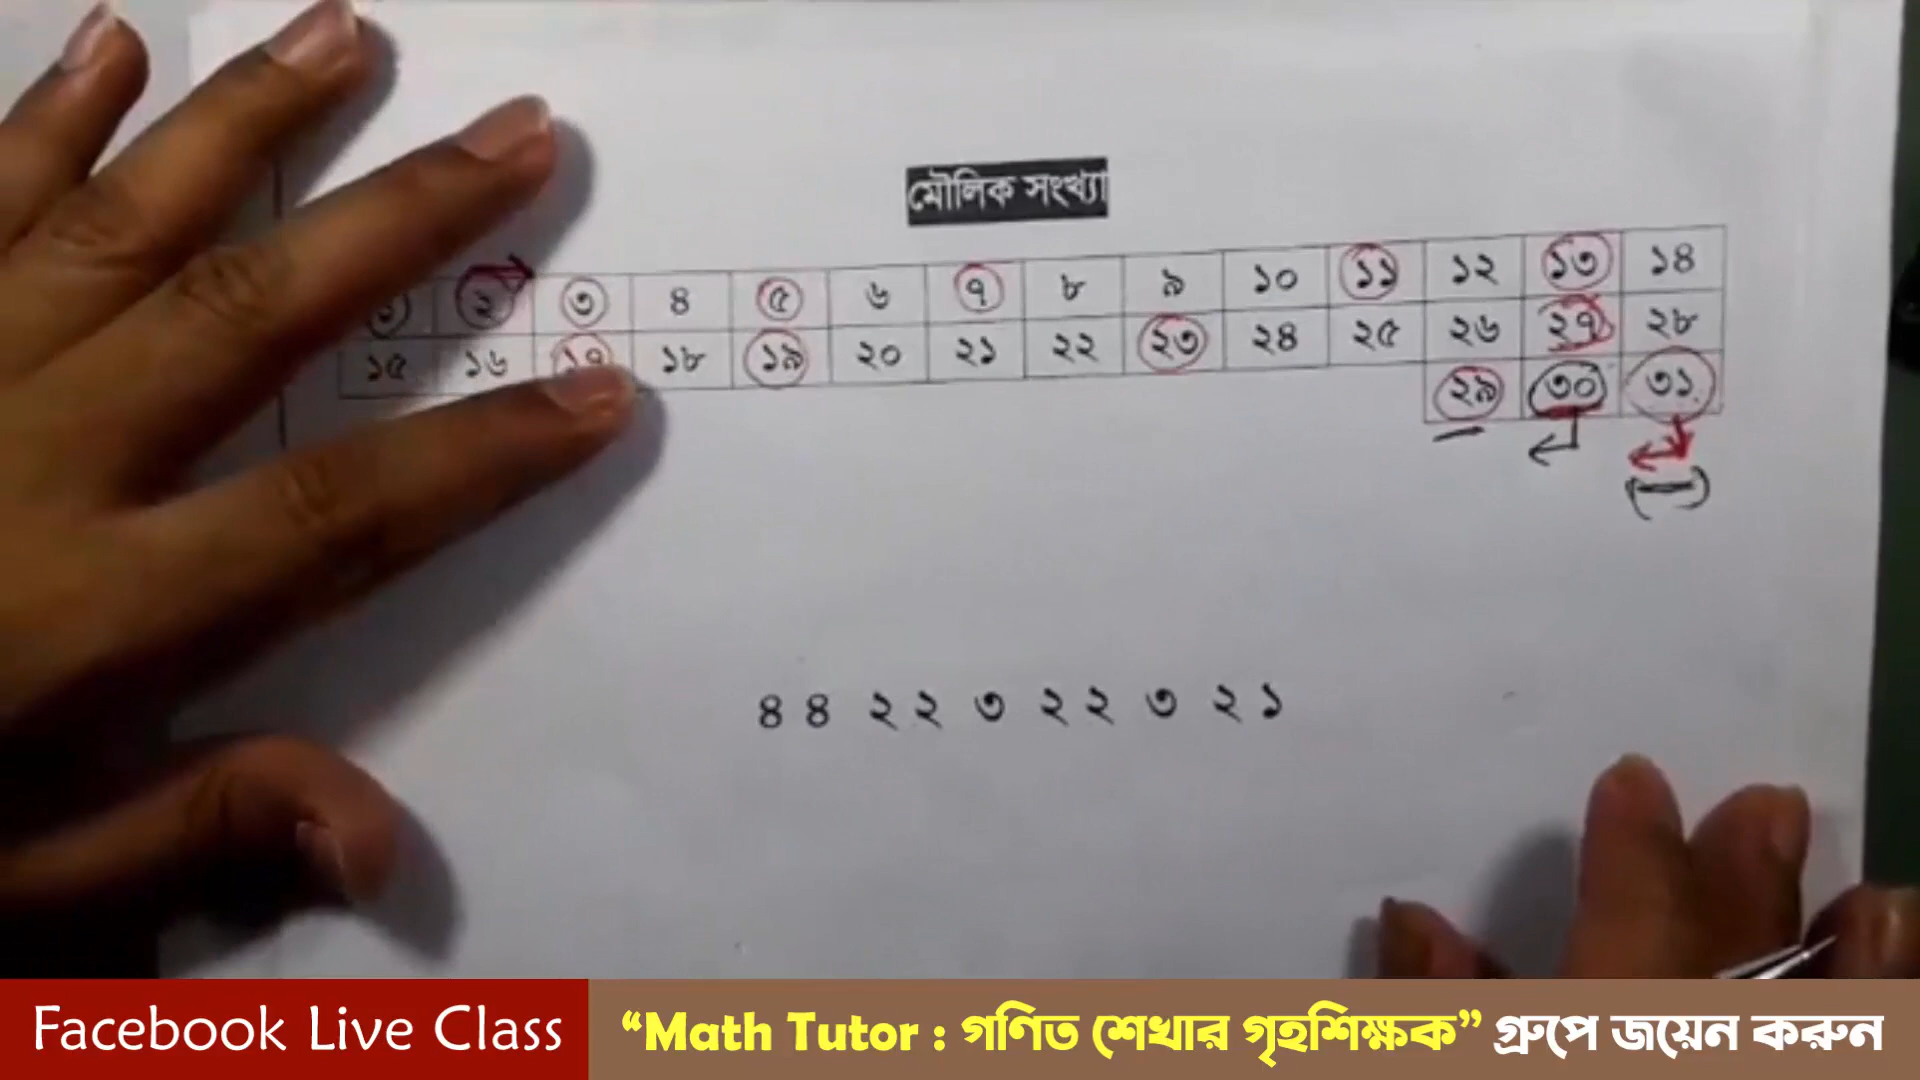 মৌলিক সংখ্যা
১ ২ ৩ ৪ ৫ ৬ ৭ ৮ ৯ ১০ ১১ ১২ ১৩ ১৪
১৫ ১৬ ১৭ ১৮ ১৯ ২০ ২১ ২২ ২৩ ২৪ ২৫ ২৬ ২৭ ২৮
২৯ ৩০ ৩১
৪ ৪ ২ ২ ৩ ২ ২ ৩ ২ ১
Facebook Live Class “Math Tutor : গণিত শেখার গৃহশিক্ষক” গ্রুপে জয়েন করুন